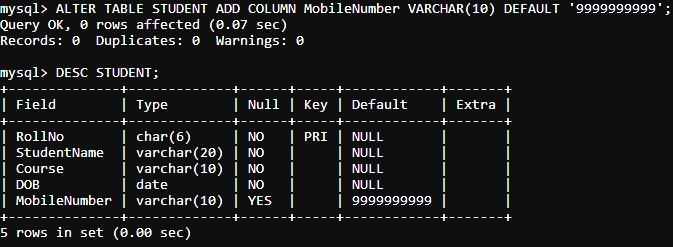 mysql> ALTER TABLE STUDENT ADD COLUMN MobileNumber VARCHAR(10) DEFAULT '9999999999';
Query OK, 0 rows affected (0.07 sec)
Records: 0  Duplicates: 0  Warnings: 0

mysql> DESC STUDENT;
+--------------+-------------+------+-----+------------+-------+
| Field        | Type        | Null | Key | Default    | Extra |
+--------------+-------------+------+-----+------------+-------+
| RollNo       | char(6)     | NO   | PRI | NULL       |       |
| StudentName  | varchar(20) | NO   |     | NULL       |       |
| Course       | varchar(10) | NO   |     | NULL       |       |
| DOB          | date        | NO   |     | NULL       |       |
| MobileNumber | varchar(10) | YES  |     | 9999999999 |       |
+--------------+-------------+------+-----+------------+-------+
5 rows in set (0.00 sec)